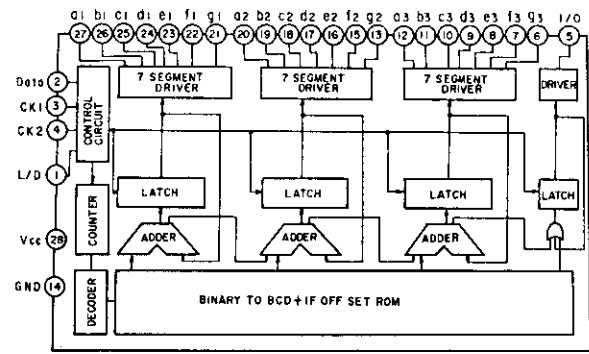 a1 b1 c1 d1 e1 f1 g1 a2 b2 c2 d2 e2 f2 g2 a3 b3 c3 d3 e3 f3 g3 I/O
27 26 25 24 23 22 21 20 19 18 17 16 15 13 12 11 10 9 8 7 6 5
Data 2
CK1 3
CK2 4
L/D 1
Vcc 28
GND 14
CONTROL
CIRCUIT
COUNTER
DECODER
7 SEGMENT
DRIVER
7 SEGMENT
DRIVER
7 SEGMENT
DRIVER
DRIVER
LATCH
LATCH
LATCH
LATCH
ADDER
ADDER
ADDER
BINARY TO BCD+IF OFF SET ROM